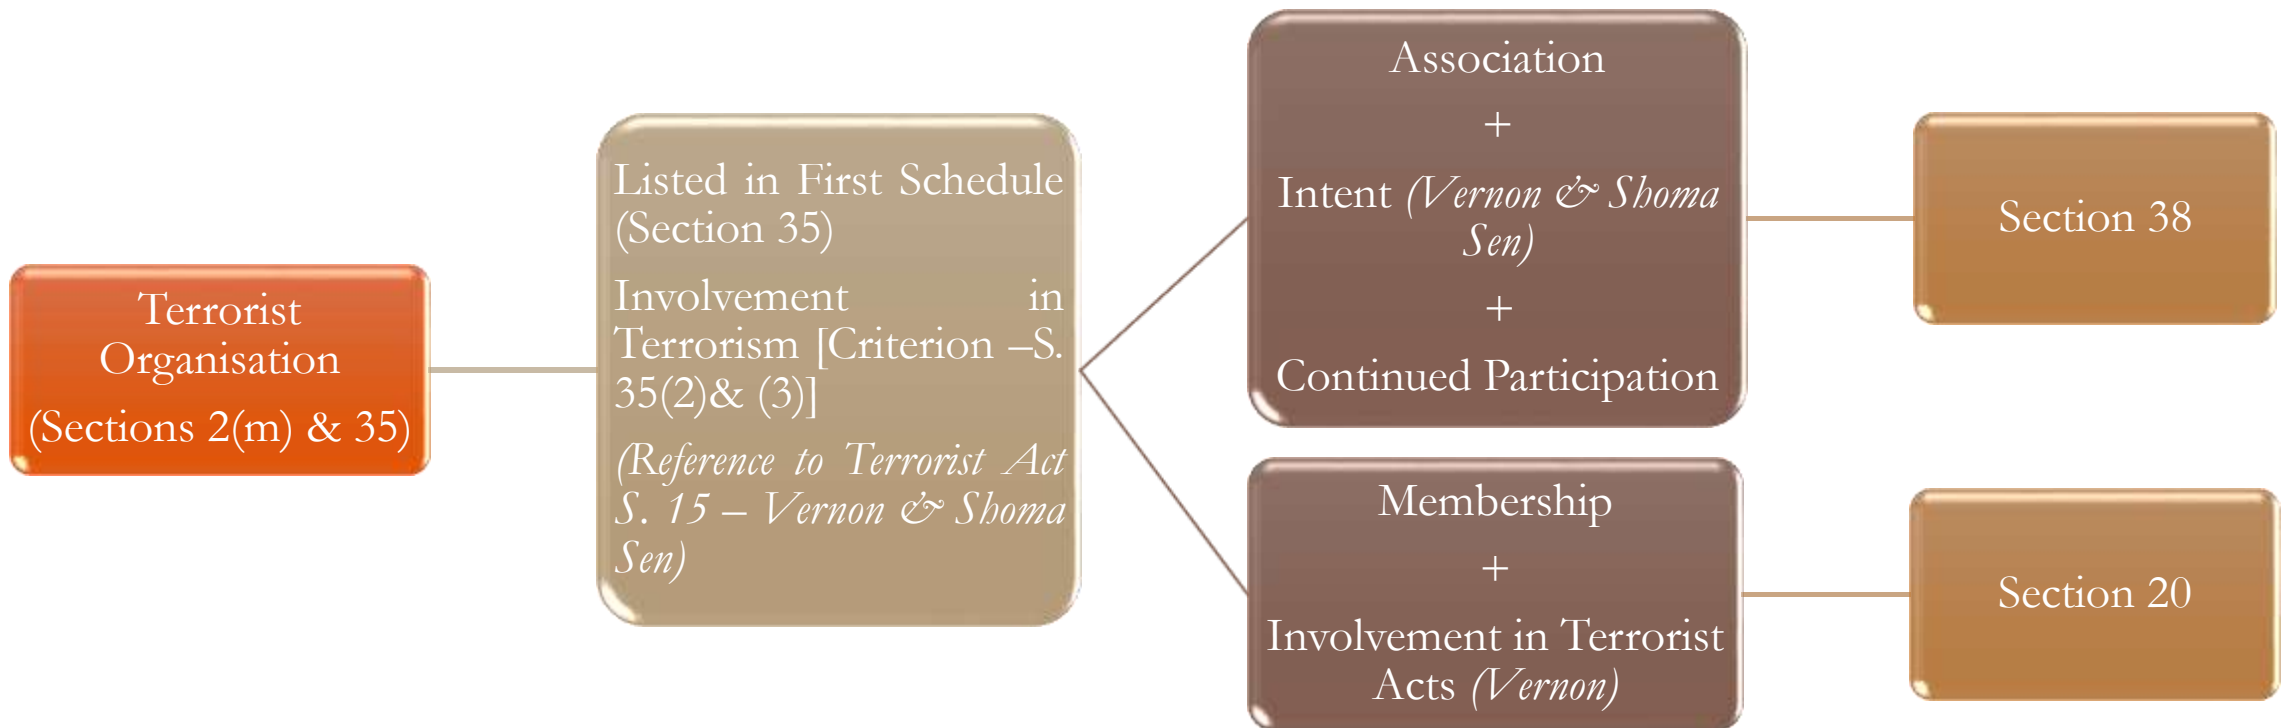 Terrorist
Organisation
(Sections 2(m) & 35)
Listed in First Schedule
(Section 35)
Involvement in
Terrorism [Criterion –S.
35(2)& (3)]
(Reference to Terrorist Act
S. 15 – Vernon & Shoma
Sen)
Association
+
Intent (Vernon & Shoma
Sen)
+
Continued Participation
Section 38
Membership
+
Involvement in Terrorist
Acts (Vernon)
Section 20